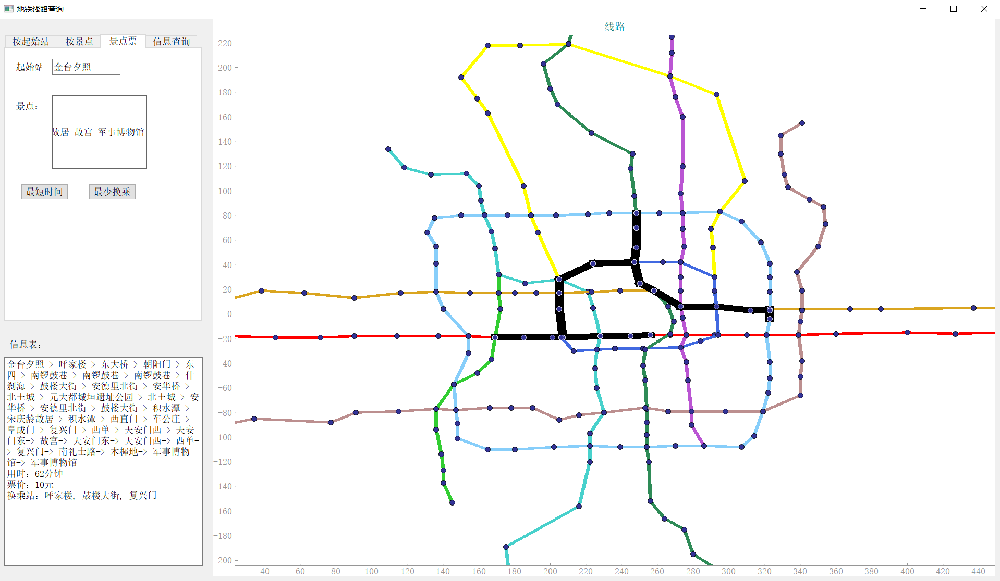 地铁线路查询
按起始站 按景点 景点票 信息查询
起始站 金台夕照
景点：
故居 故宫 军事博物馆
最短时间 最少换乘
信息表：
金台夕照-> 呼家楼-> 东大桥-> 朝阳门-> 东
四-> 南锣鼓巷-> 南锣鼓巷-> 南锣鼓巷-> 什
刹海-> 鼓楼大街-> 安德里北街-> 安华桥->
北土城-> 元大都城垣遗址公园-> 北土城-> 安
华桥-> 安德里北街-> 鼓楼大街-> 积水潭->
宋庆龄故居-> 积水潭-> 西直门-> 车公庄->
阜成门-> 复兴门-> 西单-> 天安门西-> 天安
门东-> 故宫-> 天安门东-> 天安门西-> 西单-
> 复兴门-> 南礼士路-> 木樨地-> 军事博物
馆-> 军事博物馆
用时：62分钟
票价：10元
换乘站：呼家楼, 鼓楼大街, 复兴门
线路
220
200
180
160
140
120
100
80
60
40
20
0
-20
-40
-60
-80
-100
-120
-140
-160
-180
-200
40 60 80 100 120 140 160 180 200 220 240 260 280 300 320 340 360 380 400 420 440